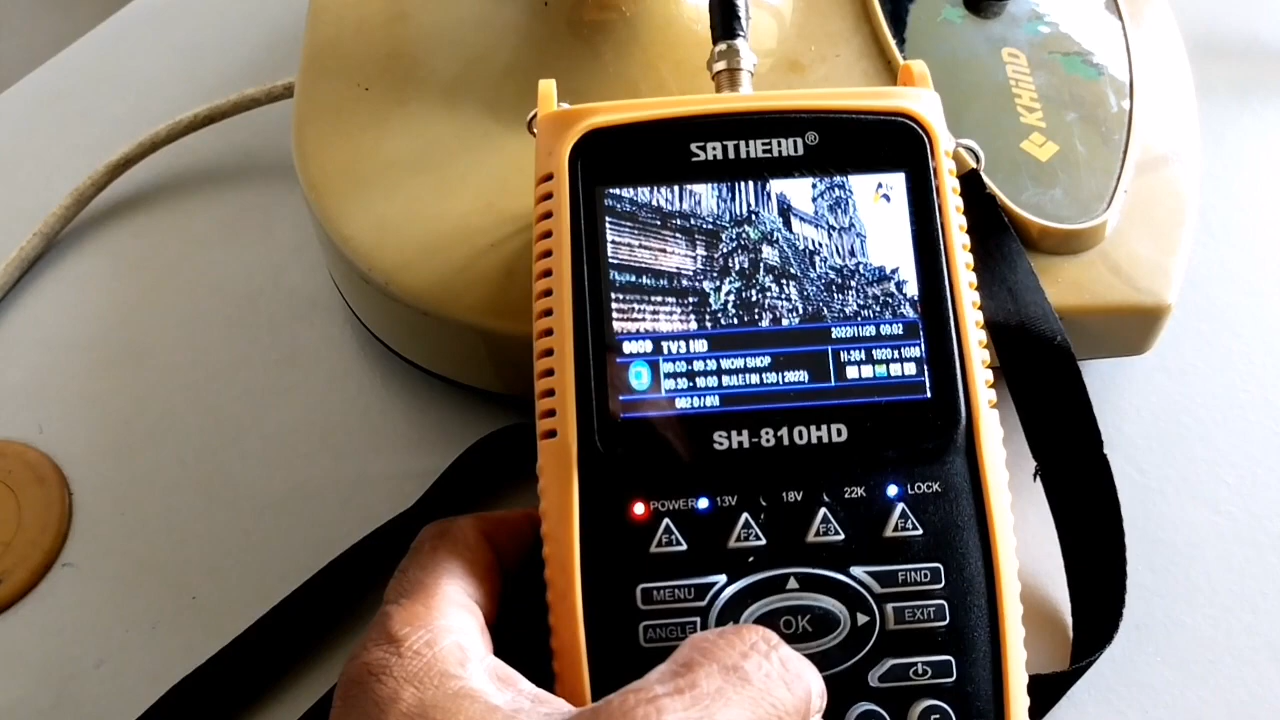 KHIND
SATHERO®
2022/11/29 09.02
TV3 HD
H-264 1920 x 1088
09:00 - 09:30 WOW SHOP
09:30 - 10:00 BULETIN 130 ( 2022)
SH-810HD
POWER 13V 18V 22K LOCK
F1 F2 F3 F4
MENU FIND
OK EXIT
ANGLE